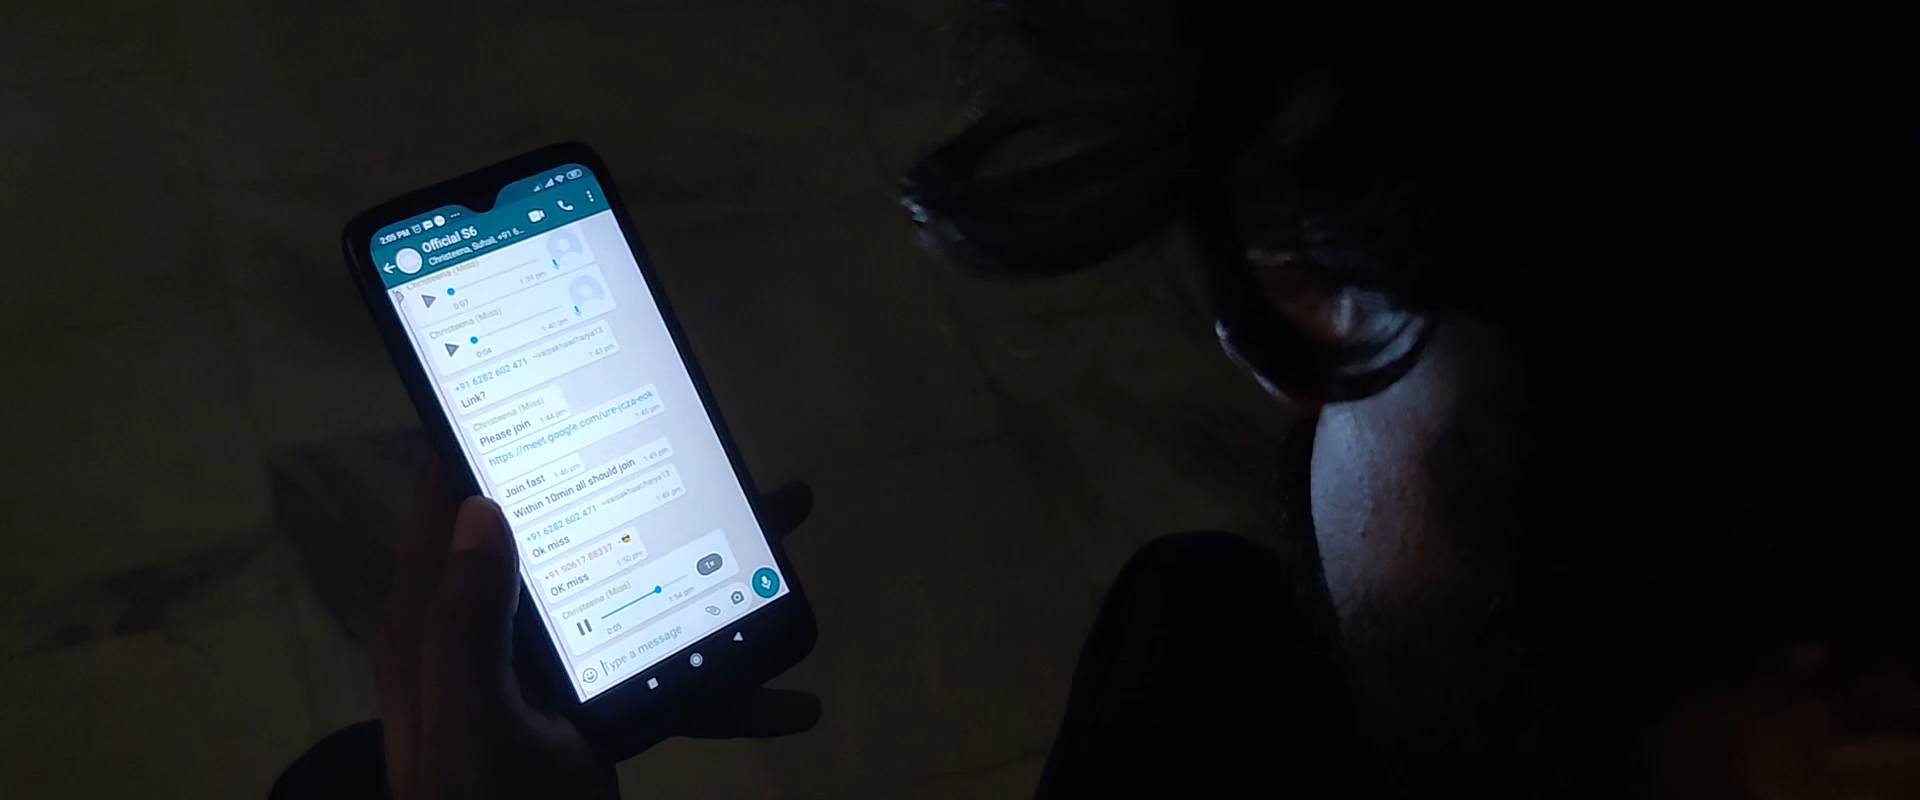 2:05 PM
Official S6
Christeena, Suhail, +91 6...
Christeena (Miss)
0:07 1:39 pm
Christeena (Miss)
0:04 1:40 pm
+91 6282 602 471 ~vaisakhaacharya13
Link? 1:43 pm
Christeena (Miss)
Please join 1:44 pm
https://meet.google.com/ure-jcza-eok
1:45 pm
Join fast 1:46 pm
Within 10min all should join 1:49 pm
+91 6282 602 471 ~vaisakhaacharya13
Ok miss 1:49 pm
+91 90617 88337 ~😎
OK miss 1:50 pm
Christeena (Miss)
1×
0:05 1:54 pm
Type a message